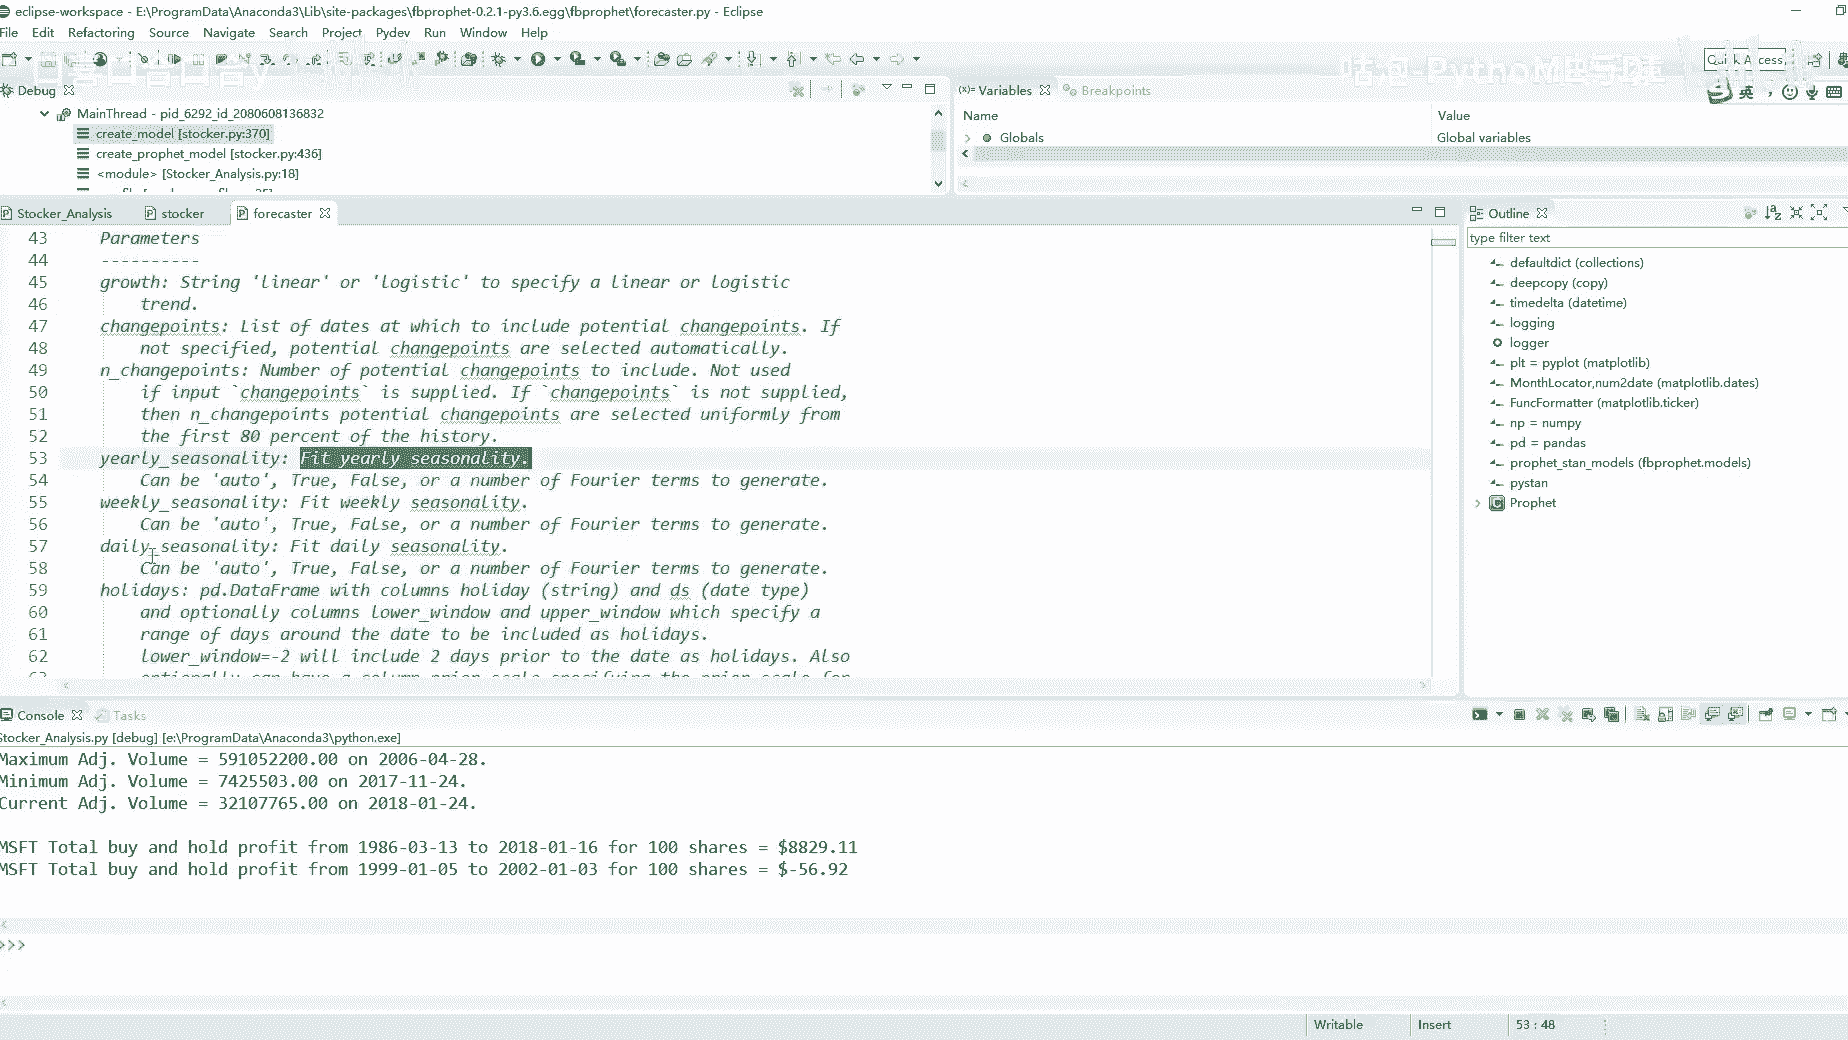 eclipse-workspace - E:\ProgramData\Anaconda3\Lib\site-packages\fbprophet-0.2.1-py3.6.egg\fbprophet\forecaster.py - Eclipse
File Edit Refactoring Source Navigate Search Project Pydev Run Window Help
Quick Access
Debug
MainThread - pid_6292_id_2080608136832
create_model [stocker.py:370]
create_prophet_model [stocker.py:436]
<module> [Stocker_Analysis.py:18]
(x)= Variables Breakpoints
Name Value
Globals Global variables
Stocker_Analysis stocker forecaster
43 Parameters
44 ----------
45 growth: String 'linear' or 'logistic' to specify a linear or logistic
46 trend.
47 changepoints: List of dates at which to include potential changepoints. If
48 not specified, potential changepoints are selected automatically.
49 n_changepoints: Number of potential changepoints to include. Not used
50 if input `changepoints` is supplied. If `changepoints` is not supplied,
51 then n_changepoints potential changepoints are selected uniformly from
52 the first 80 percent of the history.
53 yearly_seasonality: Fit yearly seasonality.
54 Can be 'auto', True, False, or a number of Fourier terms to generate.
55 weekly_seasonality: Fit weekly seasonality.
56 Can be 'auto', True, False, or a number of Fourier terms to generate.
57 daily_seasonality: Fit daily seasonality.
58 Can be 'auto', True, False, or a number of Fourier terms to generate.
59 holidays: pd.DataFrame with columns holiday (string) and ds (date type)
60 and optionally columns lower_window and upper_window which specify a
61 range of days around the date to be included as holidays.
62 lower_window=-2 will include 2 days prior to the date as holidays. Also
Outline
type filter text
defaultdict (collections)
deepcopy (copy)
timedelta (datetime)
logging
logger
plt = pyplot (matplotlib)
MonthLocator,num2date (matplotlib.dates)
FuncFormatter (matplotlib.ticker)
np = numpy
pd = pandas
prophet_stan_models (fbprophet.models)
pystan
Prophet
Console Tasks
Stocker_Analysis.py [debug] [e:\ProgramData\Anaconda3\python.exe]
Maximum Adj. Volume = 591052200.00 on 2006-04-28.
Minimum Adj. Volume = 7425503.00 on 2017-11-24.
Current Adj. Volume = 32107765.00 on 2018-01-24.
MSFT Total buy and hold profit from 1986-03-13 to 2018-01-16 for 100 shares = $8829.11
MSFT Total buy and hold profit from 1999-01-05 to 2002-01-03 for 100 shares = $-56.92
>>>
Writable Insert 53 : 48